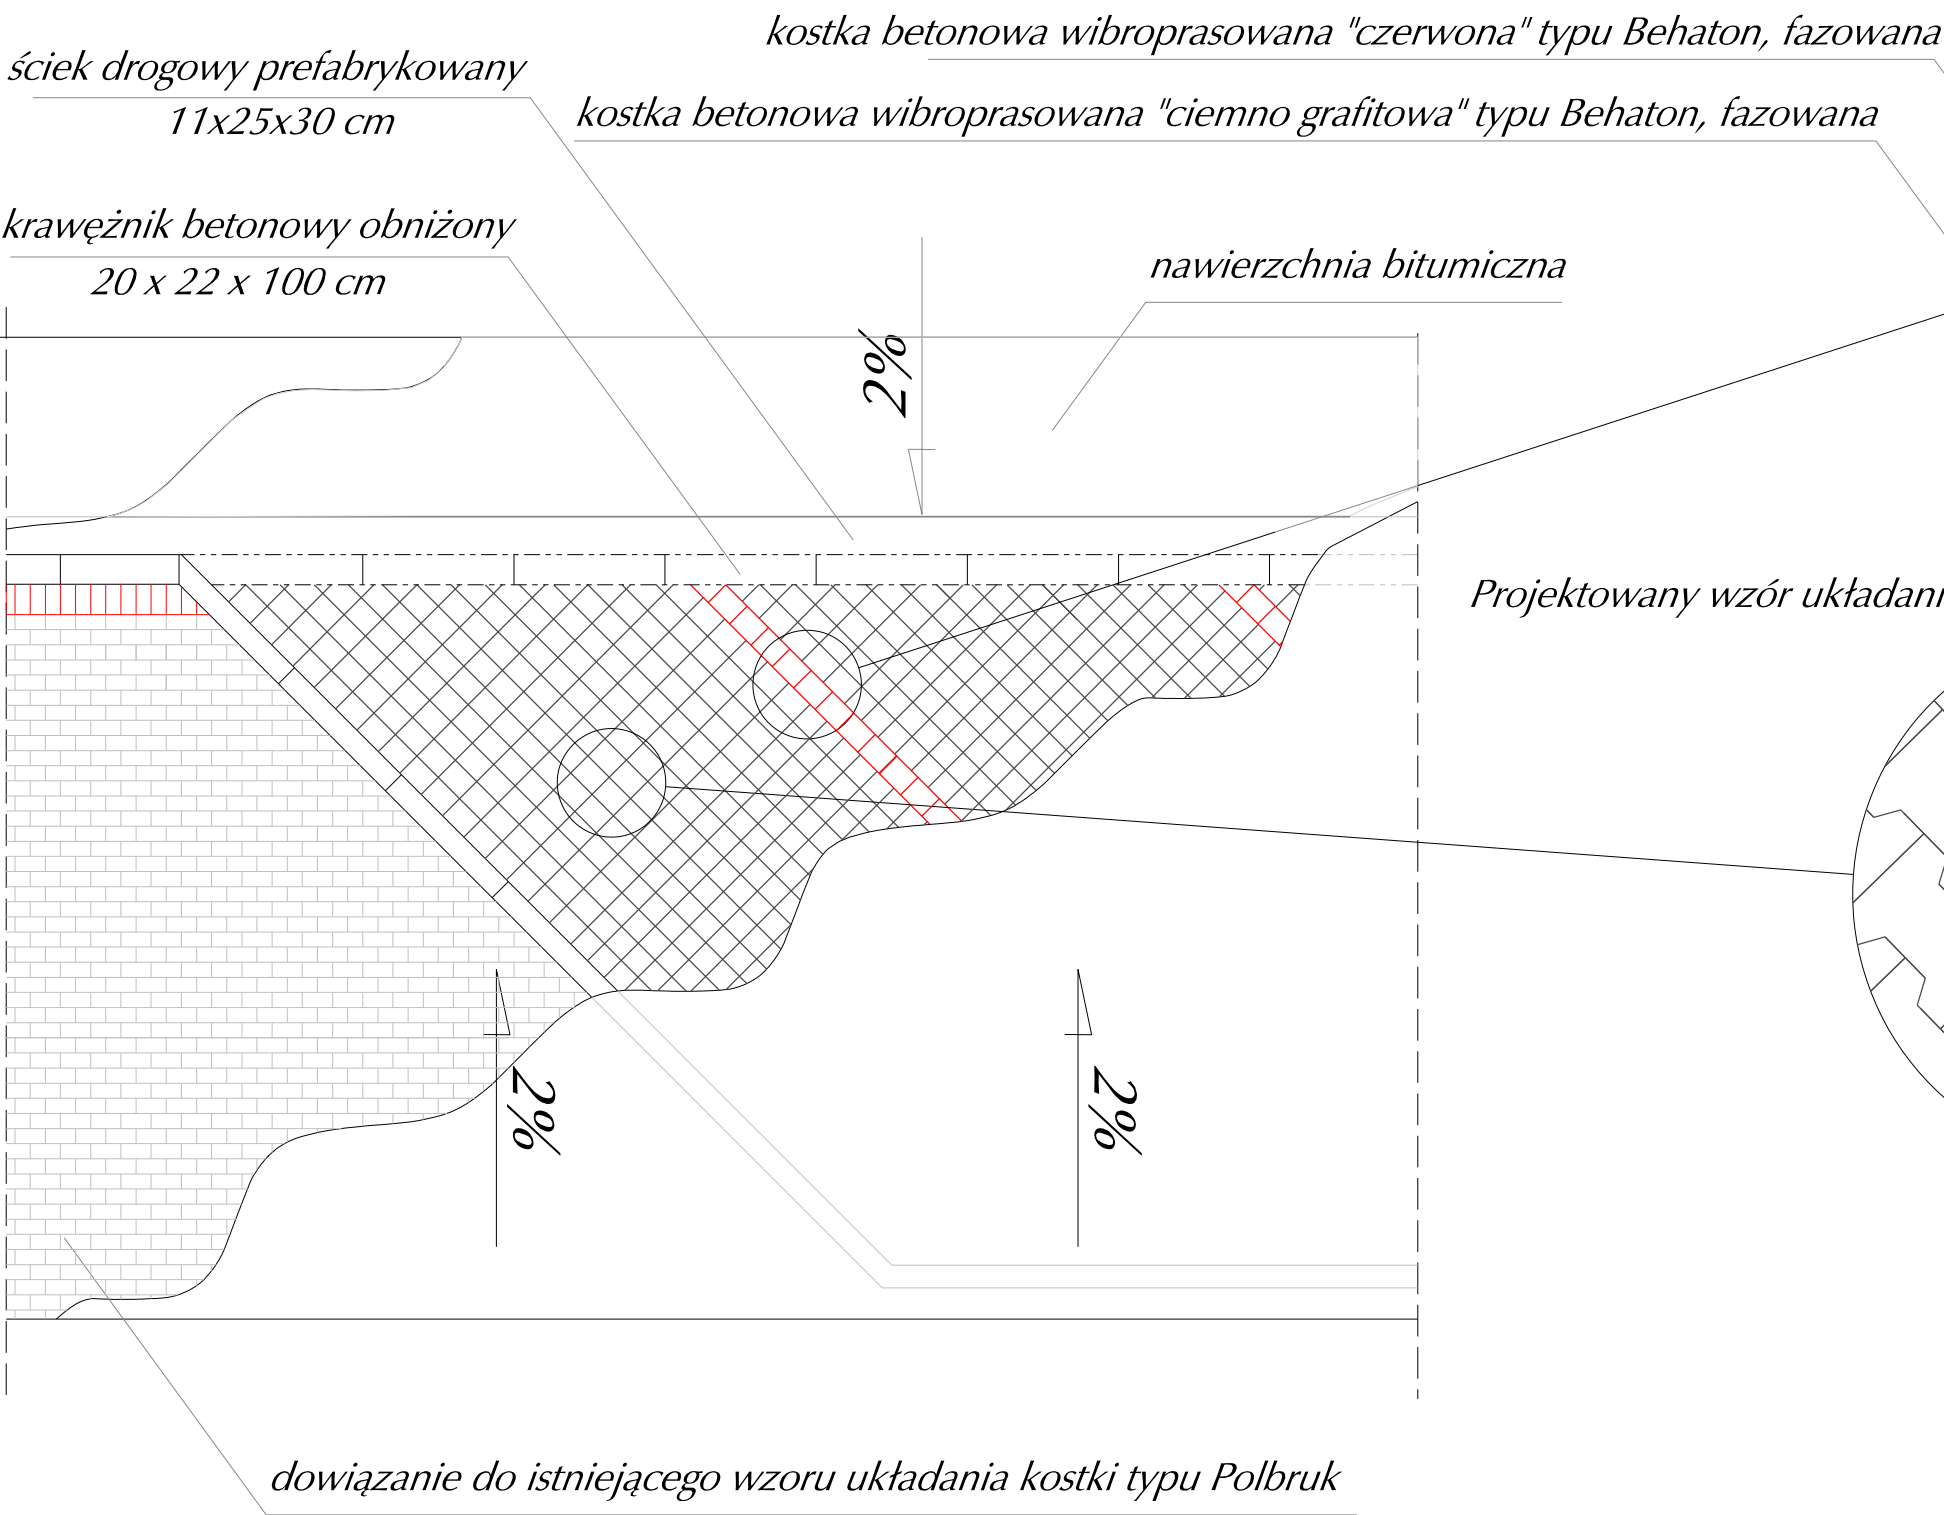 kostka betonowa wibroprasowana "czerwona" typu Behaton, fazowana
ściek drogowy prefabrykowany
11x25x30 cm
kostka betonowa wibroprasowana "ciemno grafitowa" typu Behaton, fazowana
krawężnik betonowy obniżony
20 x 22 x 100 cm
nawierzchnia bitumiczna
2%
Projektowany wzór
2%
2%
dowiązanie do istniejącego wzoru układania kostki typu Polbruk